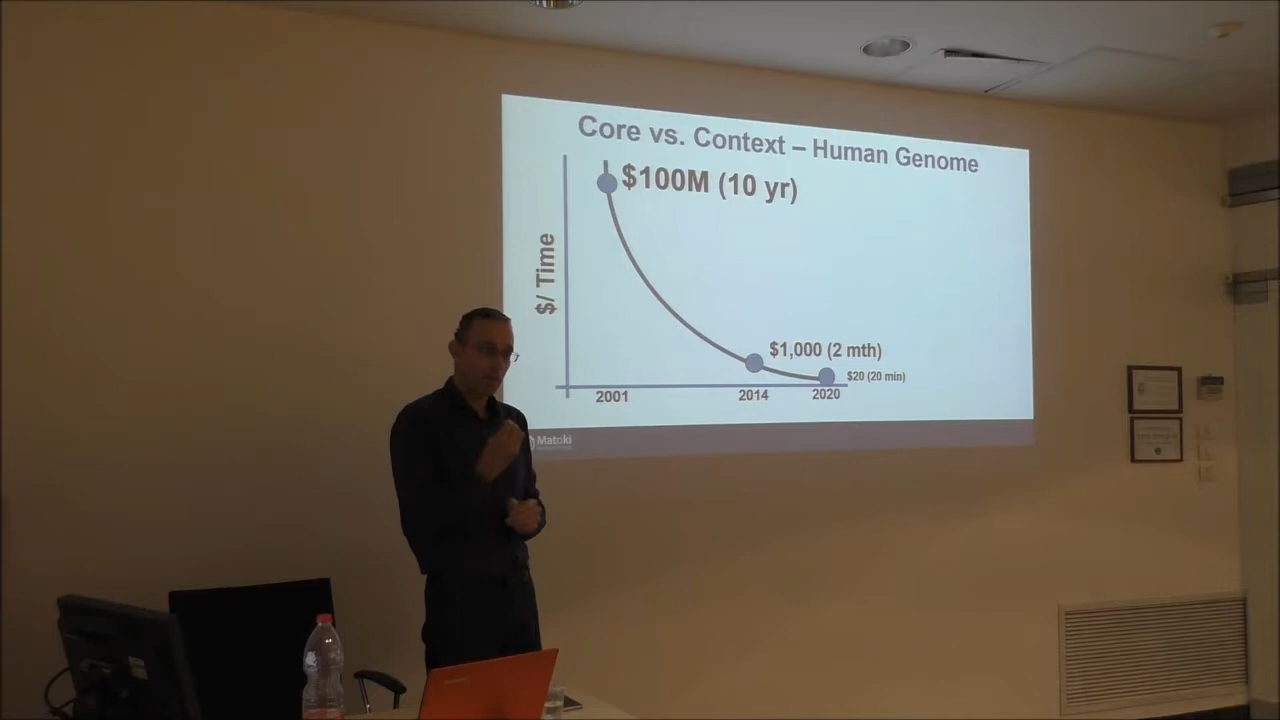 Core vs. Context – Human Genome
$100M (10 yr)
$/ Time
$1,000 (2 mth)
$20 (20 min)
2001
2014
2020
Matoki